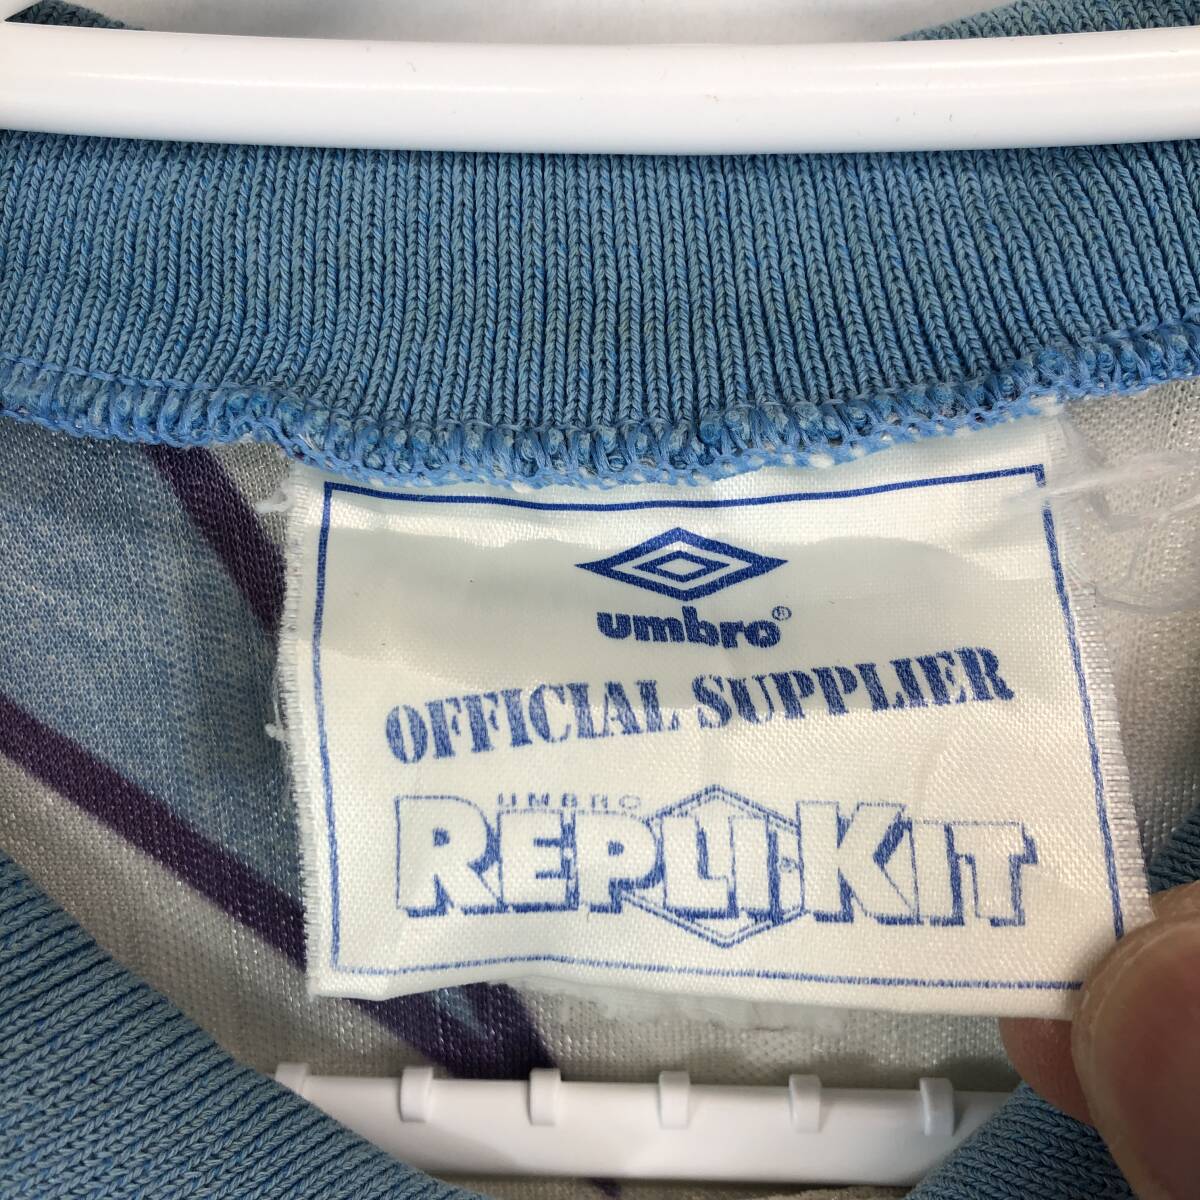 umbro®
OFFICIAL SUPPLIER
UMBRO
REPLI·KIT